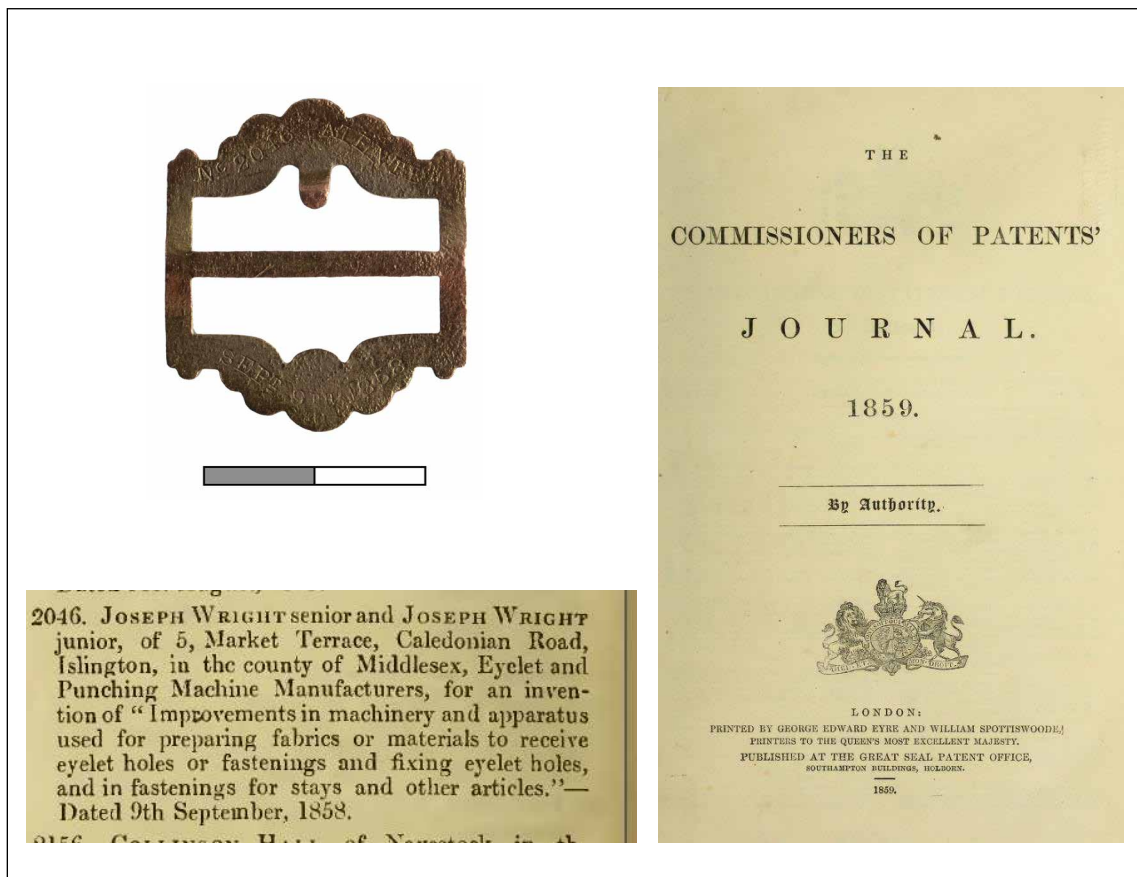 No 2046
SEPT 1858
2046. JOSEPH WRIGHT senior and JOSEPH WRIGHT
junior, of 5, Market Terrace, Caledonian Road,
Islington, in the county of Middlesex, Eyelet and
Punching Machine Manufacturers, for an inven-
tion of “Improvements in machinery and apparatus
used for preparing fabrics or materials to receive
eyelet holes or fastenings and fixing eyelet holes,
and in fastenings for stays and other articles.”—
Dated 9th September, 1858.
THE
COMMISSIONERS OF PATENTS’
JOURNAL.
1859.
By Authority.
LONDON:
PRINTED BY GEORGE EDWARD EYRE AND WILLIAM SPOTTISWOODE,
PRINTERS TO THE QUEEN'S MOST EXCELLENT MAJESTY.
PUBLISHED AT THE GREAT SEAL PATENT OFFICE,
SOUTHAMPTON BUILDINGS, HOLBORN.
1859.